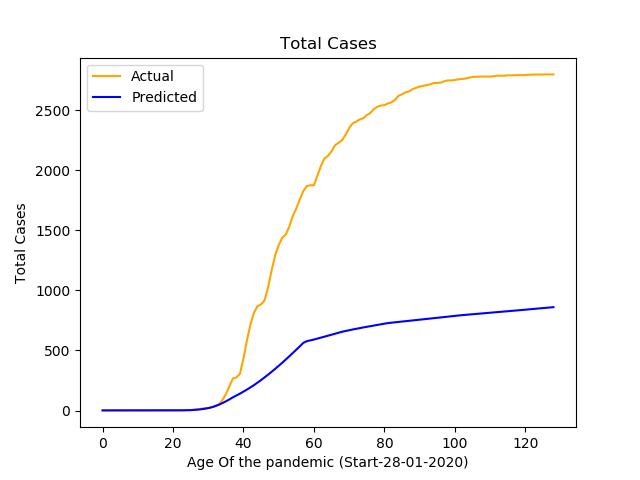 Total Cases
Actual
Predicted
2500
2000
1500
1000
500
0
Total Cases
0 20 40 60 80 100 120
Age Of the pandemic (Start-28-01-2020)